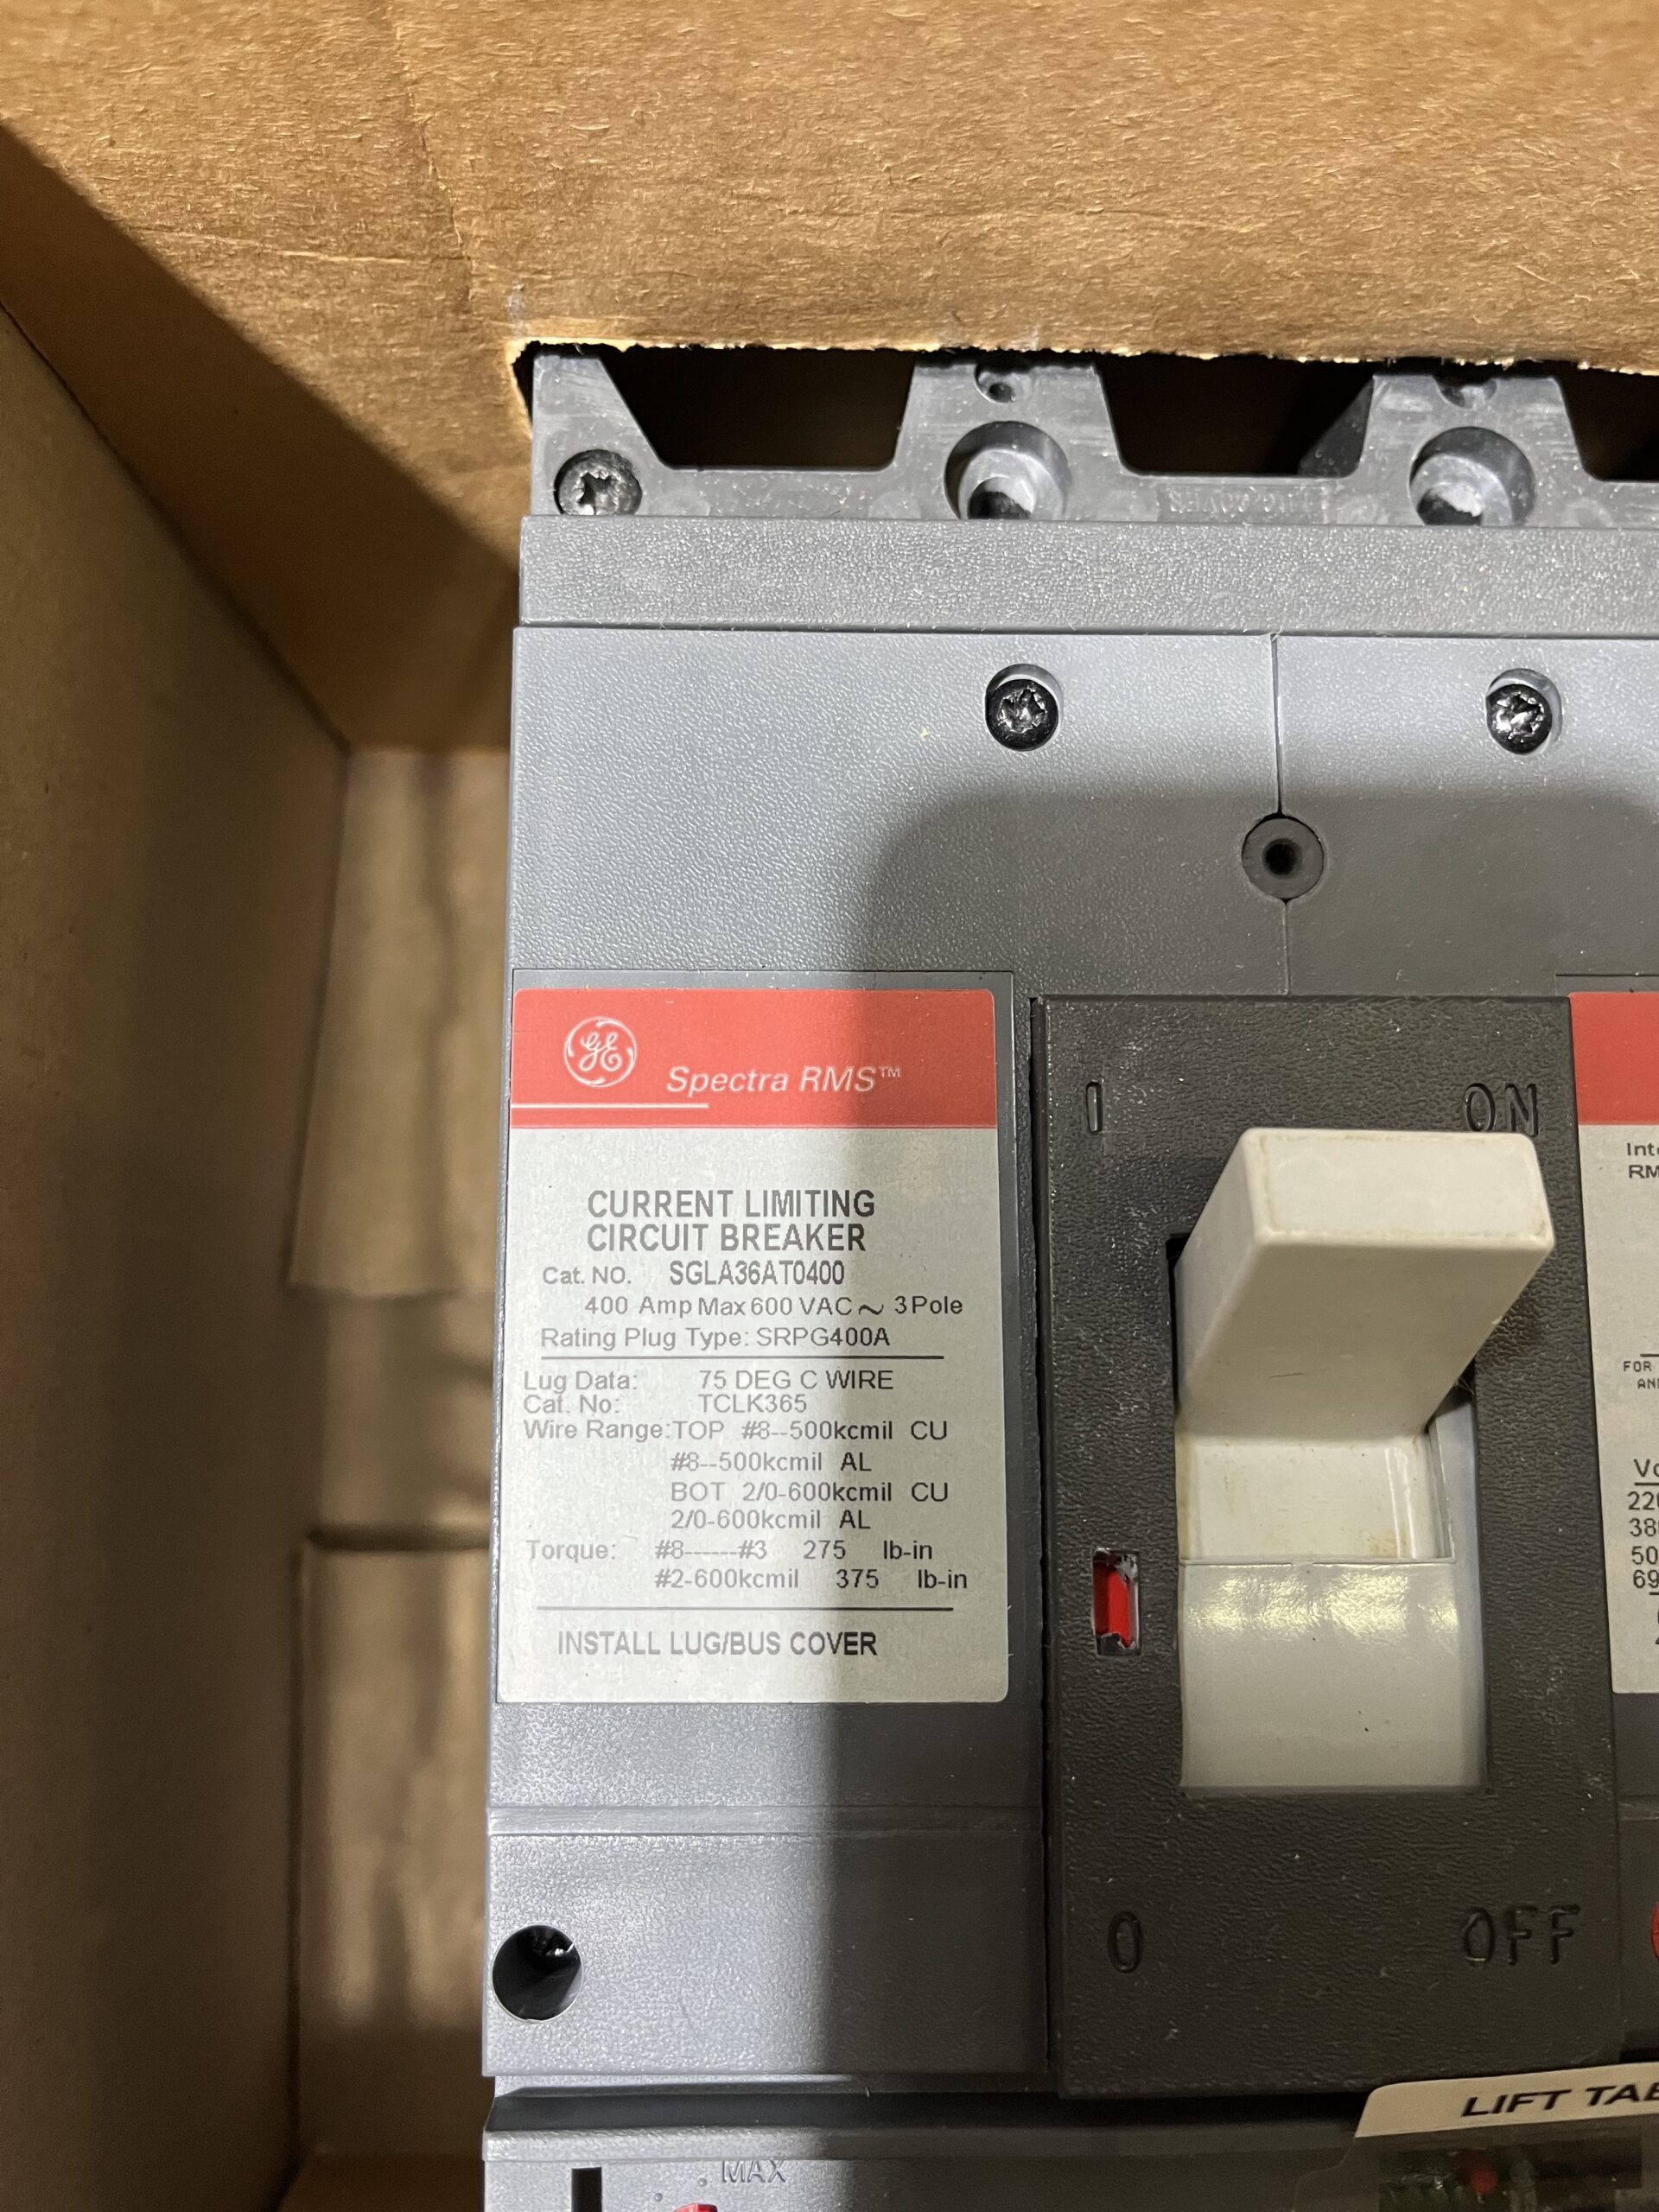 GE
Spectra RMS™
CURRENT LIMITING
CIRCUIT BREAKER
Cat. NO. SGLA36AT0400
400 Amp Max 600 VAC ~ 3 Pole
Rating Plug Type: SRPG400A
Lug Data: 75 DEG C WIRE
Cat. No: TCLK365
Wire Range: TOP #8--500kcmil CU
#8--500kcmil AL
BOT 2/0-600kcmil CU
2/0-600kcmil AL
Torque: #8------#3 275 lb-in
#2-600kcmil 375 lb-in
INSTALL LUG/BUS COVER
I ON
O OFF
RM
FOR
LIFT
MAX